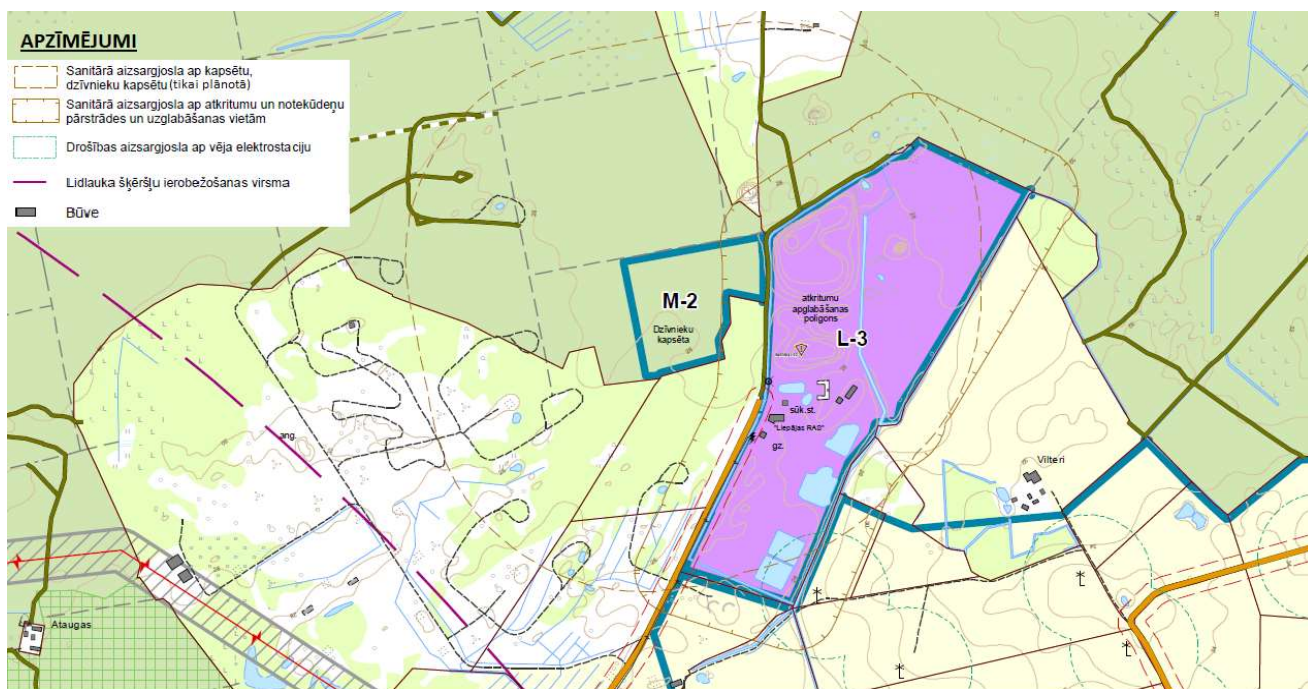 APZĪMĒJUMI
Sanitārā aizsargjosla ap kapsētu,
dzīvnieku kapsētu (tikai plānotā)
Sanitārā aizsargjosla ap atkritumu un notekūdeņu
pārstrādes un uzglabāšanas vietām
Drošības aizsargjosla ap vēja elektrostaciju
Lidlauka šķēršļu ierobežošanas virsma
Būve
M-2
Dzīvnieku
kapsēta
atkritumu
apglabāšanas
poligons
L-3
sūk.st.
"Liepājas RAS"
gz.
ang.
Vilteri
Ataugas